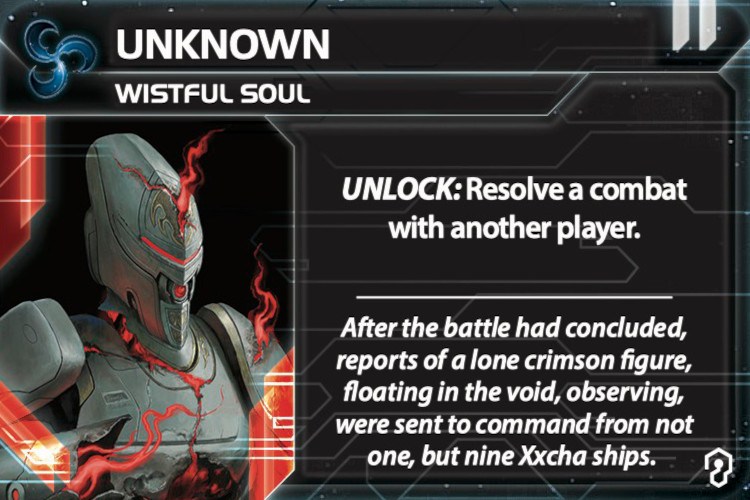 UNKNOWN
WISTFUL SOUL
UNLOCK: Resolve a combat
with another player.
After the battle had concluded,
reports of a lone crimson figure,
floating in the void, observing,
were sent to command from not
one, but nine Xxcha ships.